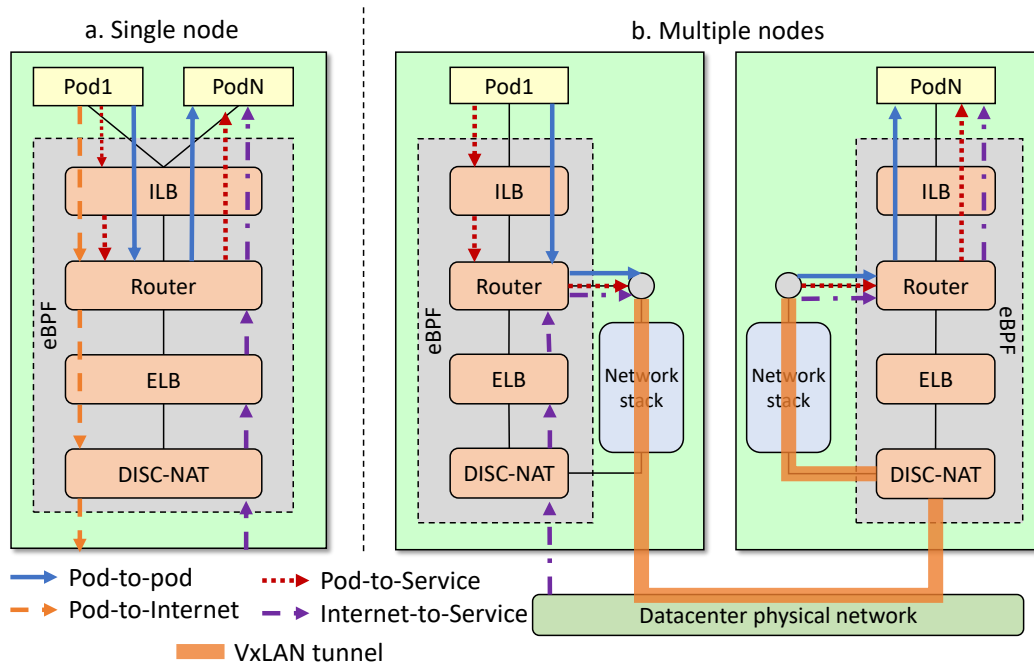 a. Single node
b. Multiple nodes
Pod1
PodN
ILB
Router
eBPF
ELB
DISC-NAT
Pod1
ILB
Router
eBPF
ELB
Network
stack
DISC-NAT
PodN
ILB
Router
eBPF
ELB
Network
stack
DISC-NAT
Pod-to-pod
Pod-to-Service
Pod-to-Internet
Internet-to-Service
VxLAN tunnel
Datacenter physical network